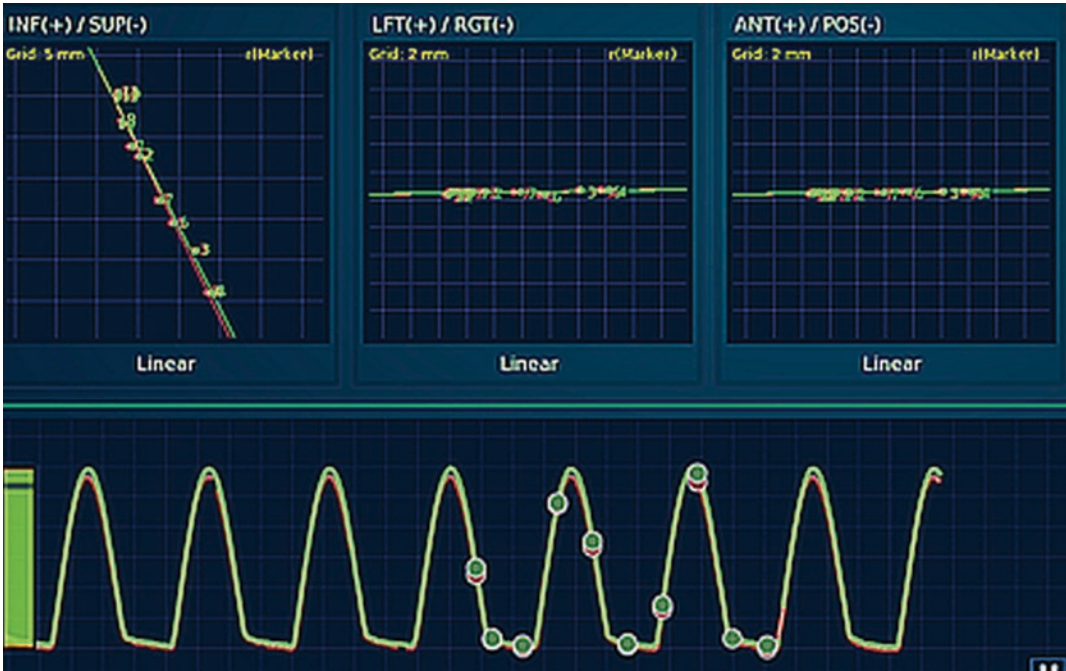 INF(+) / SUP(-)
Grid: 5 mm
r(Marker)
Linear
LFT(+) / RGT(-)
Grid: 2 mm
r(Marker)
Linear
ANT(+) / POS(-)
Grid: 2 mm
r(Marker)
Linear